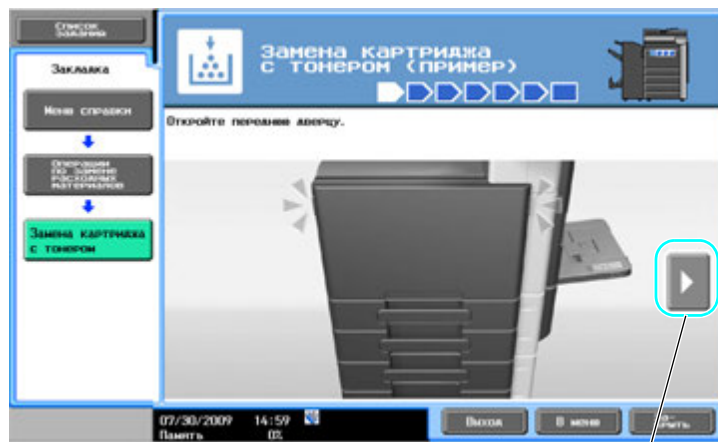 Список
задания
Закладка
Меню справки
Операции
по замене
расходных
материалов
Замена картриджа
с тонером
Замена картриджа
с тонером (пример)
Откройте переднюю дверцу.
07/30/2009 14:59
Память 0%
Выход
В меню